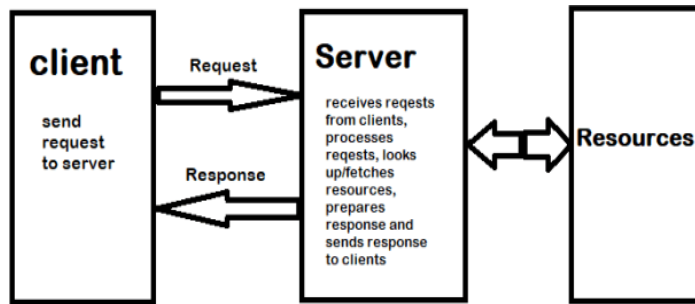 client
send
request
to server
Request
Response
Server
receives reqests
from clients,
processes
reqests, looks
up/fetches
resources,
prepares
response and
sends response
to clients
Resources